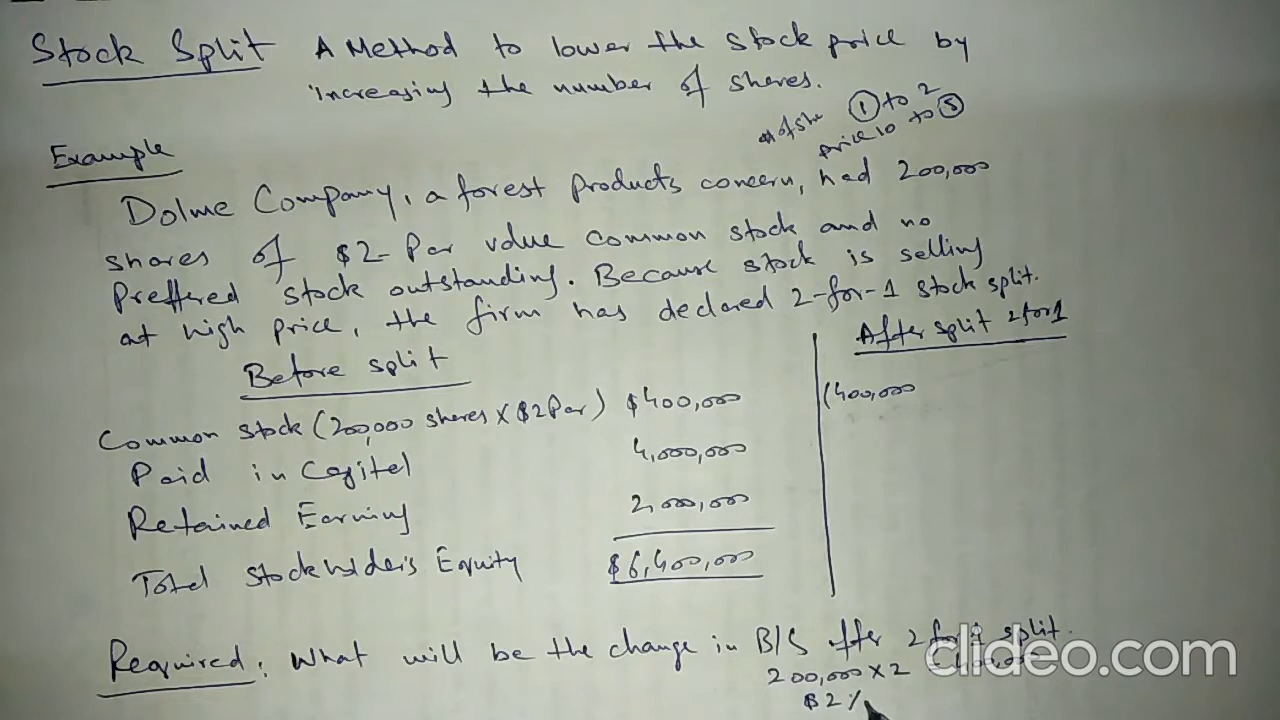 Stock Split A Method to lower the stock price by
increasing the number of shares.
# of she ① to 2
price 10 to ⑤
Example
Dolme Company, a forest products concern, had 200,000
shares of $2-Par value common stock and no
Preffered stock outstanding. Because stock is selling
at high price, the firm has declared 2-for-1 stock split.
Before split
After split 2 for 1
Common stock (200,000 shares x $2 Par) $400,000
(400,000
Paid in Capitel 4,000,000
Retained Earning 2,000,000
Total stockholder's Equity $6,400,000
Required: What will be the change in B/S after 2 for 1 split.
200,000 x 2 400,000
$2/
clideo.com